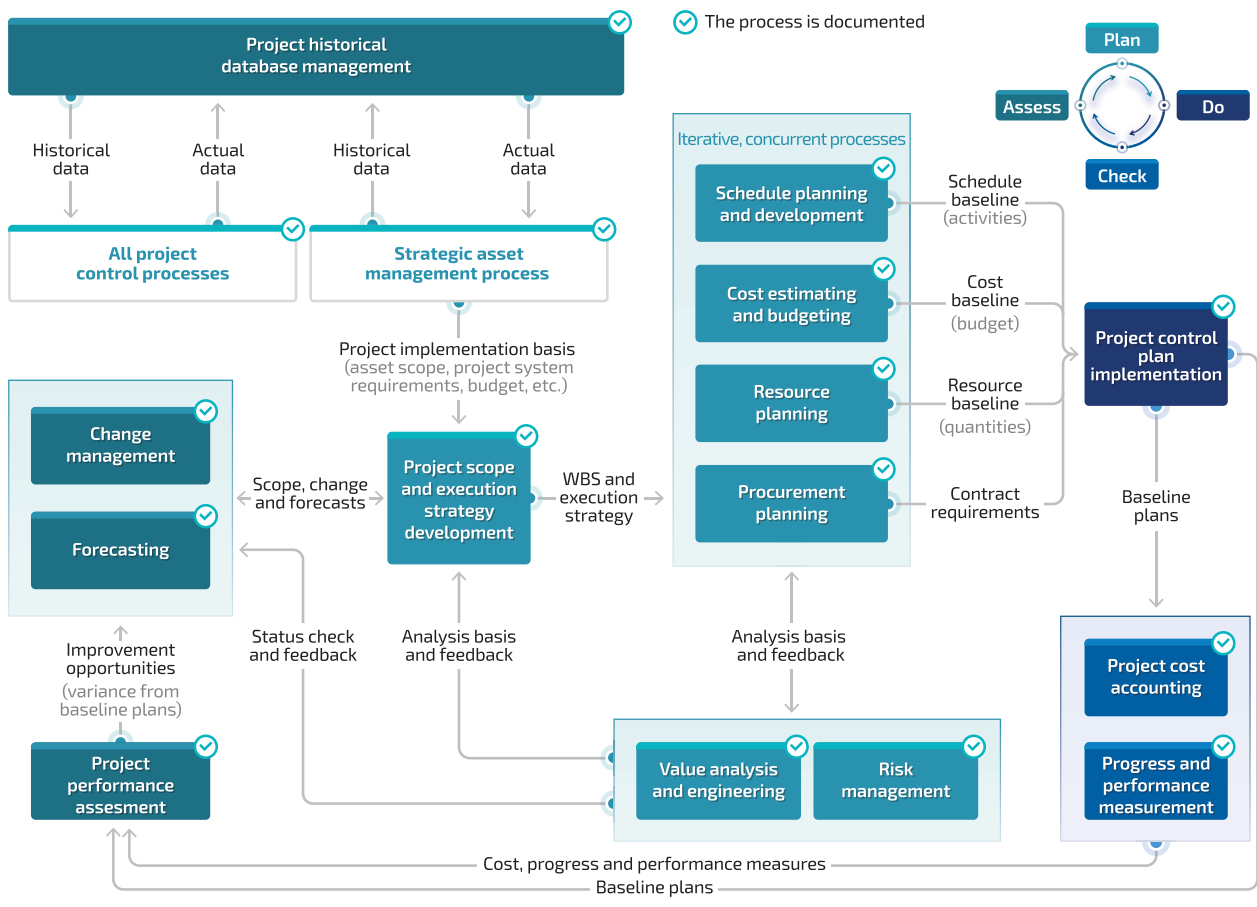 Project historical
database management
The process is documented
Plan
Assess
Do
Check
Historical
data
Actual
data
Historical
data
Actual
data
All project
control processes
Strategic asset
management process
Iterative, concurrent processes
Schedule planning
and development
Schedule
baseline
(activities)
Cost estimating
and budgeting
Cost
baseline
(budget)
Resource
planning
Resource
baseline
(quantities)
Procurement
planning
Contract
requirements
Project control
plan
implementation
Project implementation basis
(asset scope, project system
requirements, budget, etc.)
Change
management
Forecasting
Scope, change
and forecasts
Project scope
and execution
strategy
development
WBS and
execution
strategy
Baseline
plans
Improvement
opportunities
(variance from
baseline plans)
Status check
and feedback
Analysis basis
and feedback
Analysis basis
and feedback
Project cost
accounting
Project
performance
assesment
Value analysis
and engineering
Risk
management
Progress and
performance
measurement
Cost, progress and performance measures
Baseline plans